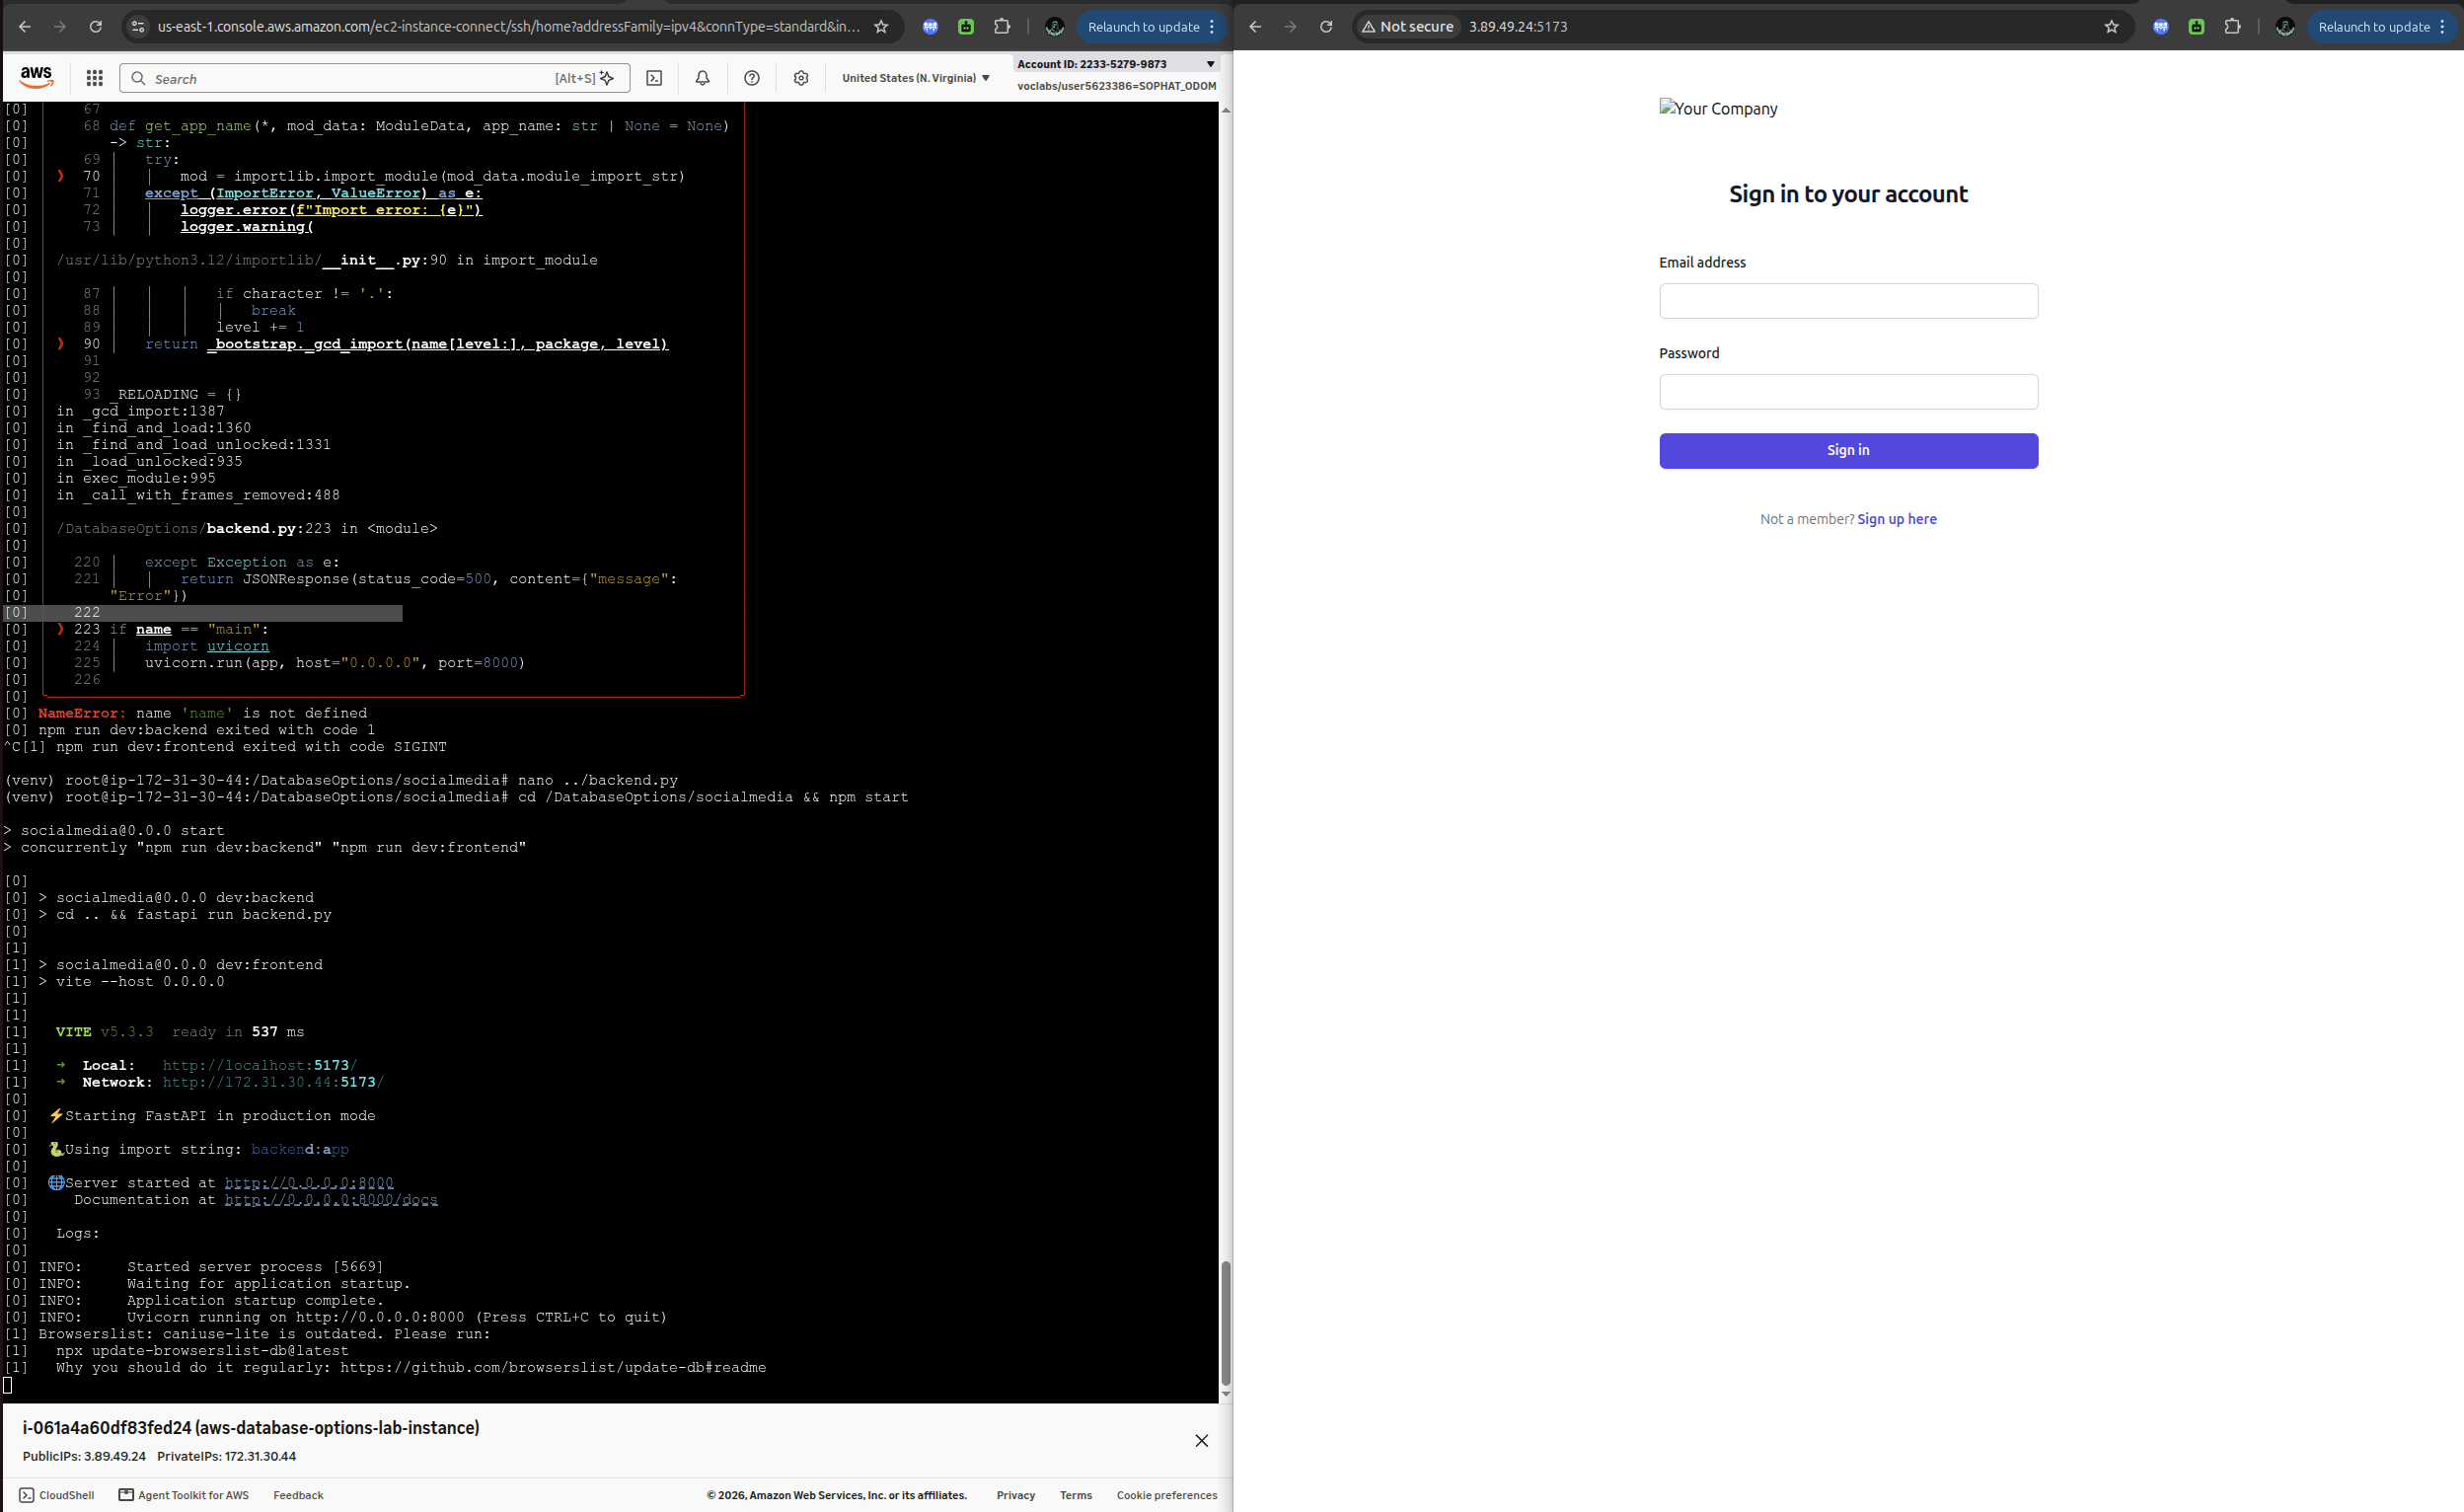 us-east-1.console.aws.amazon.com/ec2-instance-connect/ssh/home?addressFamily=ipv4&connType=standard&in...
Relaunch to update
aws
Search
[Alt+S]
United States (N. Virginia)
Account ID: 2233-5279-9873
voclabs/user5623386=SOPHAT_ODOM
[0] 67
[0] 68 def get_app_name(*, mod_data: ModuleData, app_name: str | None = None)
[0] -> str:
[0] 69 │ try:
[0] ❱ 70 │ │ mod = importlib.import_module(mod_data.module_import_str)
[0] 71 │ except (ImportError, ValueError) as e:
[0] 72 │ │ logger.error(f"Import error: {e}")
[0] 73 │ │ logger.warning(
[0]
[0] /usr/lib/python3.12/importlib/__init__.py:90 in import_module
[0]
[0] 87 │ │ │ if character != '.':
[0] 88 │ │ │ │ break
[0] 89 │ │ │ level += 1
[0] ❱ 90 │ return _bootstrap._gcd_import(name[level:], package, level)
[0] 91
[0] 92
[0] 93 _RELOADING = {}
[0] in _gcd_import:1387
[0] in _find_and_load:1360
[0] in _find_and_load_unlocked:1331
[0] in _load_unlocked:935
[0] in exec_module:995
[0] in _call_with_frames_removed:488
[0]
[0] /DatabaseOptions/backend.py:223 in <module>
[0]
[0] 220 │ except Exception as e:
[0] 221 │ │ return JSONResponse(status_code=500, content={"message":
[0] "Error"})
[0] 222
[0] ❱ 223 if name == "main":
[0] 224 │ import uvicorn
[0] 225 │ uvicorn.run(app, host="0.0.0.0", port=8000)
[0] 226
[0]
[0] NameError: name 'name' is not defined
[0] npm run dev:backend exited with code 1
^C[1] npm run dev:frontend exited with code SIGINT
(venv) root@ip-172-31-30-44:/DatabaseOptions/socialmedia# nano ../backend.py
(venv) root@ip-172-31-30-44:/DatabaseOptions/socialmedia# cd /DatabaseOptions/socialmedia && npm start
> socialmedia@0.0.0 start
> concurrently "npm run dev:backend" "npm run dev:frontend"
[0]
[0] > socialmedia@0.0.0 dev:backend
[0] > cd .. && fastapi run backend.py
[0]
[1]
[1] > socialmedia@0.0.0 dev:frontend
[1] > vite --host 0.0.0.0
[1]
[1]
[1] VITE v5.3.3 ready in 537 ms
[1]
[1] ➜ Local: http://localhost:5173/
[1] ➜ Network: http://172.31.30.44:5173/
[0]
[0] ⚡Starting FastAPI in production mode
[0]
[0] 🐍Using import string: backend:app
[0]
[0] 🌐Server started at http://0.0.0.0:8000
[0] Documentation at http://0.0.0.0:8000/docs
[0]
[0] Logs:
[0]
[0] INFO: Started server process [5669]
[0] INFO: Waiting for application startup.
[0] INFO: Application startup complete.
[0] INFO: Uvicorn running on http://0.0.0.0:8000 (Press CTRL+C to quit)
[1] Browserslist: caniuse-lite is outdated. Please run:
[1] npx update-browserslist-db@latest
[1] Why you should do it regularly: https://github.com/browserslist/update-db#readme
i-061a4a60df83fed24 (aws-database-options-lab-instance)
PublicIPs: 3.89.49.24 PrivateIPs: 172.31.30.44
CloudShell
Agent Toolkit for AWS
Feedback
© 2026, Amazon Web Services, Inc. or its affiliates.
Privacy
Terms
Cookie preferences
Not secure
3.89.49.24:5173
Relaunch to update
Your Company
Sign in to your account
Email address
Password
Sign in
Not a member? Sign up here